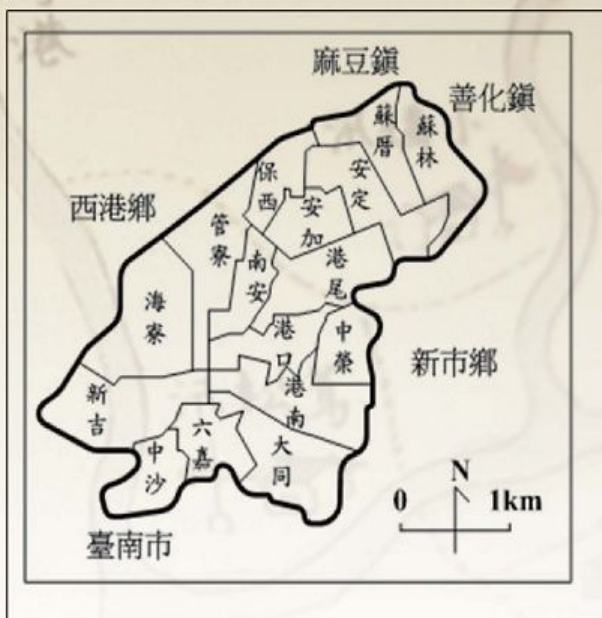 麻豆鎮
善化鎮
蘇厝
蘇林
保西
安定
安加
西港鄉
管寮
南安
港尾
海寮
港口
中榮
新市鄉
新吉
港南
六嘉
大同
中沙
N
0 1km
臺南市